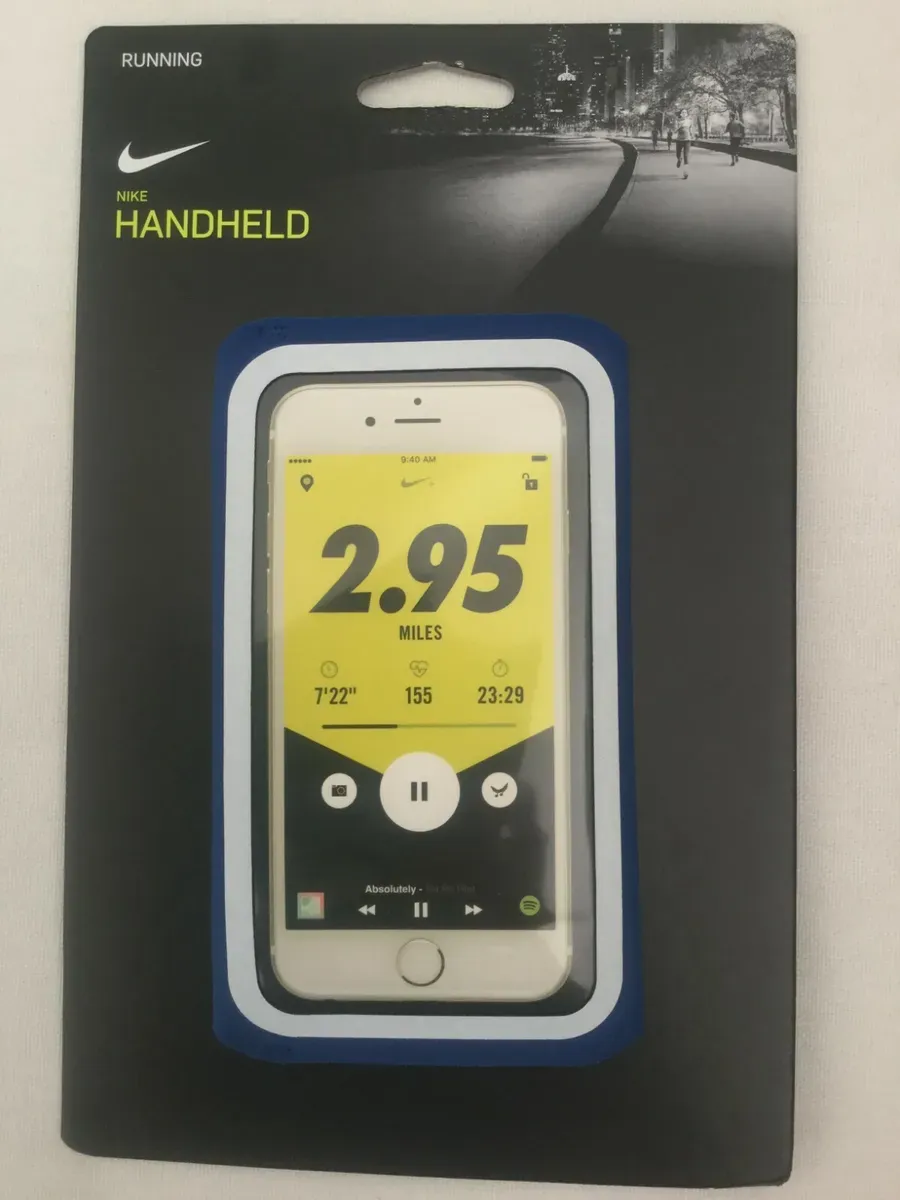 RUNNING
NIKE
HANDHELD
9:40 AM
2.95
MILES
7'22" 155 23:29
Absolutely -